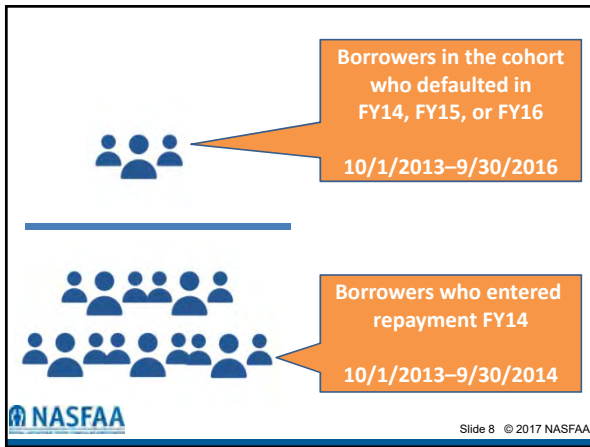 Borrowers in the cohort
who defaulted in
FY14, FY15, or FY16
10/1/2013–9/30/2016
Borrowers who entered
repayment FY14
10/1/2013–9/30/2014
NASFAA
Slide 8 © 2017 NASFAA